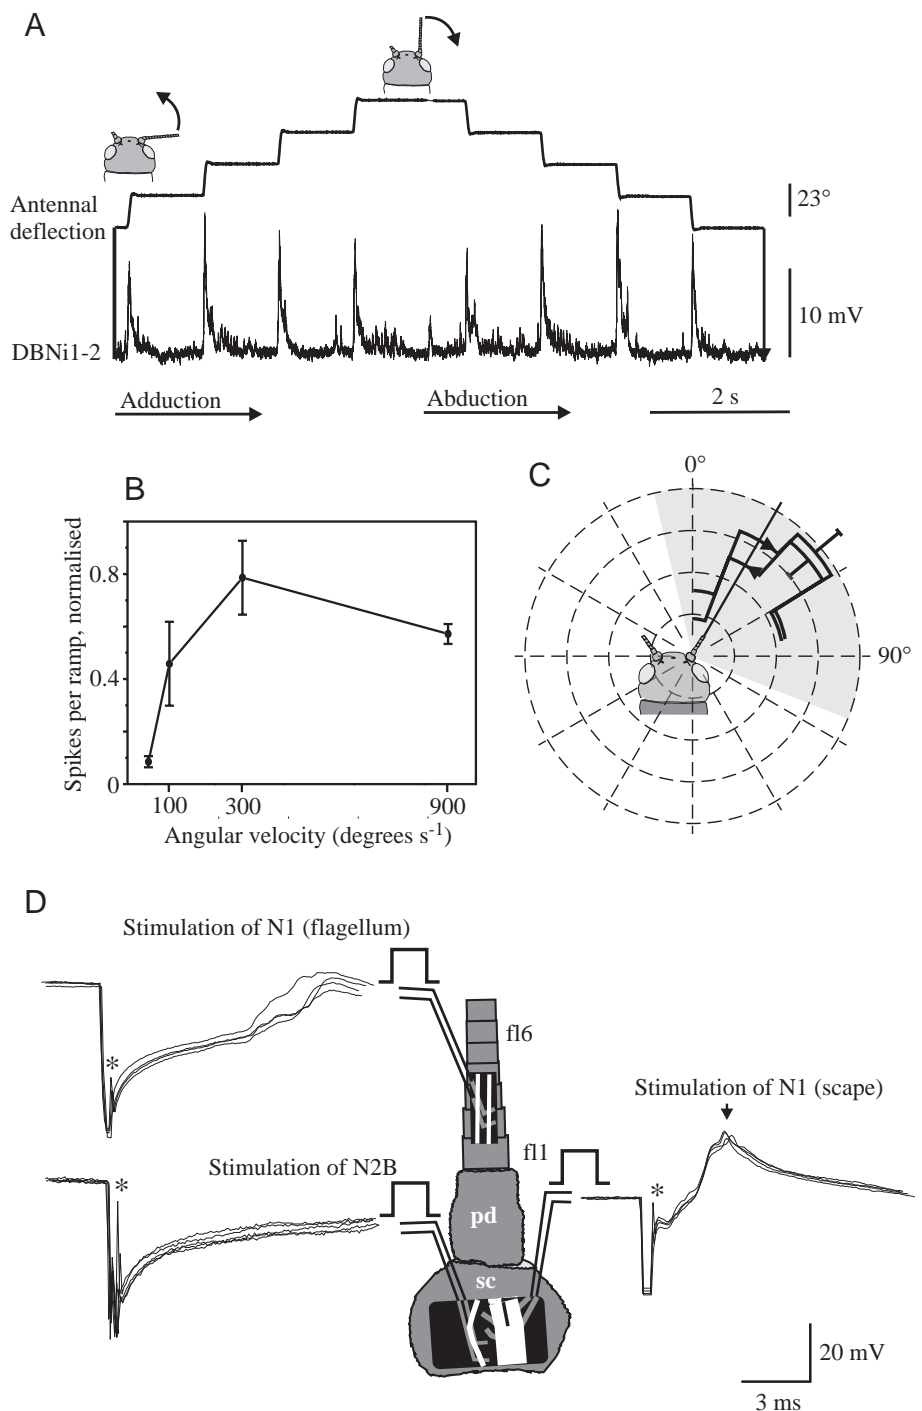 A
Antennal
deflection
23°
10 mV
DBNi1-2
Adduction
Abduction
2 s
B
Spikes per ramp, normalised
0.8
0.4
0
100
300
900
Angular velocity (degrees s-1)
C
0°
90°
D
Stimulation of N1 (flagellum)
*
fl6
Stimulation of N1 (scape)
fl1
Stimulation of N2B
*
*
pd
sc
20 mV
3 ms